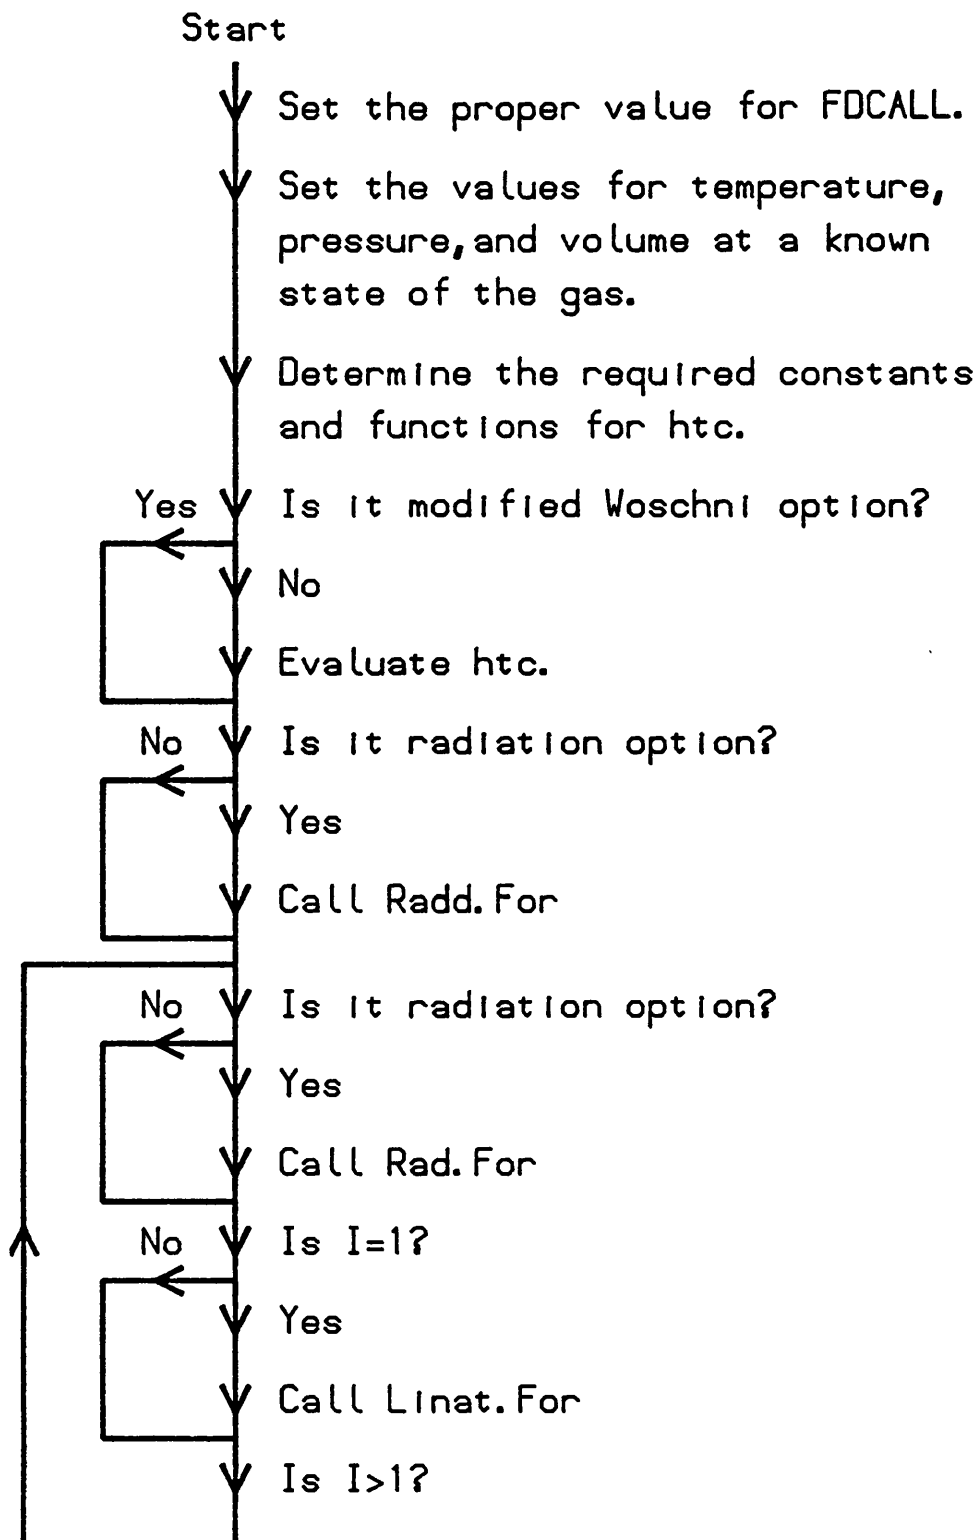 Start
Set the proper value for FDCALL.
Set the values for temperature,
pressure,and volume at a known
state of the gas.
Determine the required constants
and functions for htc.
Yes Is it modified Woschni option?
No
Evaluate htc.
No Is it radiation option?
Yes
Call Radd.For
No Is it radiation option?
Yes
Call Rad.For
No Is I=1?
Yes
Call Linat.For
Is I>1?